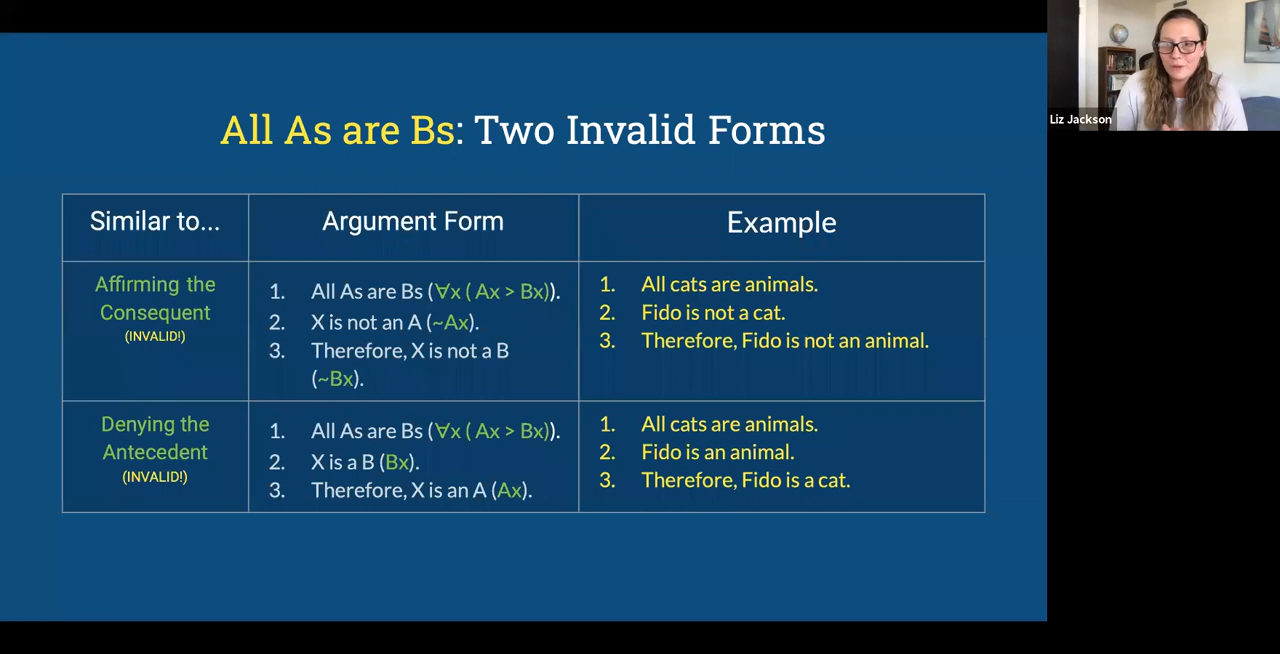 All As are Bs: Two Invalid Forms
Similar to...
Argument Form
Example
Affirming the
Consequent
(INVALID!)
1. All As are Bs (∀x ( Ax > Bx)).
2. X is not an A (~Ax).
3. Therefore, X is not a B
(~Bx).
1. All cats are animals.
2. Fido is not a cat.
3. Therefore, Fido is not an animal.
Denying the
Antecedent
(INVALID!)
1. All As are Bs (∀x ( Ax > Bx)).
2. X is a B (Bx).
3. Therefore, X is an A (Ax).
1. All cats are animals.
2. Fido is an animal.
3. Therefore, Fido is a cat.
Liz Jackson